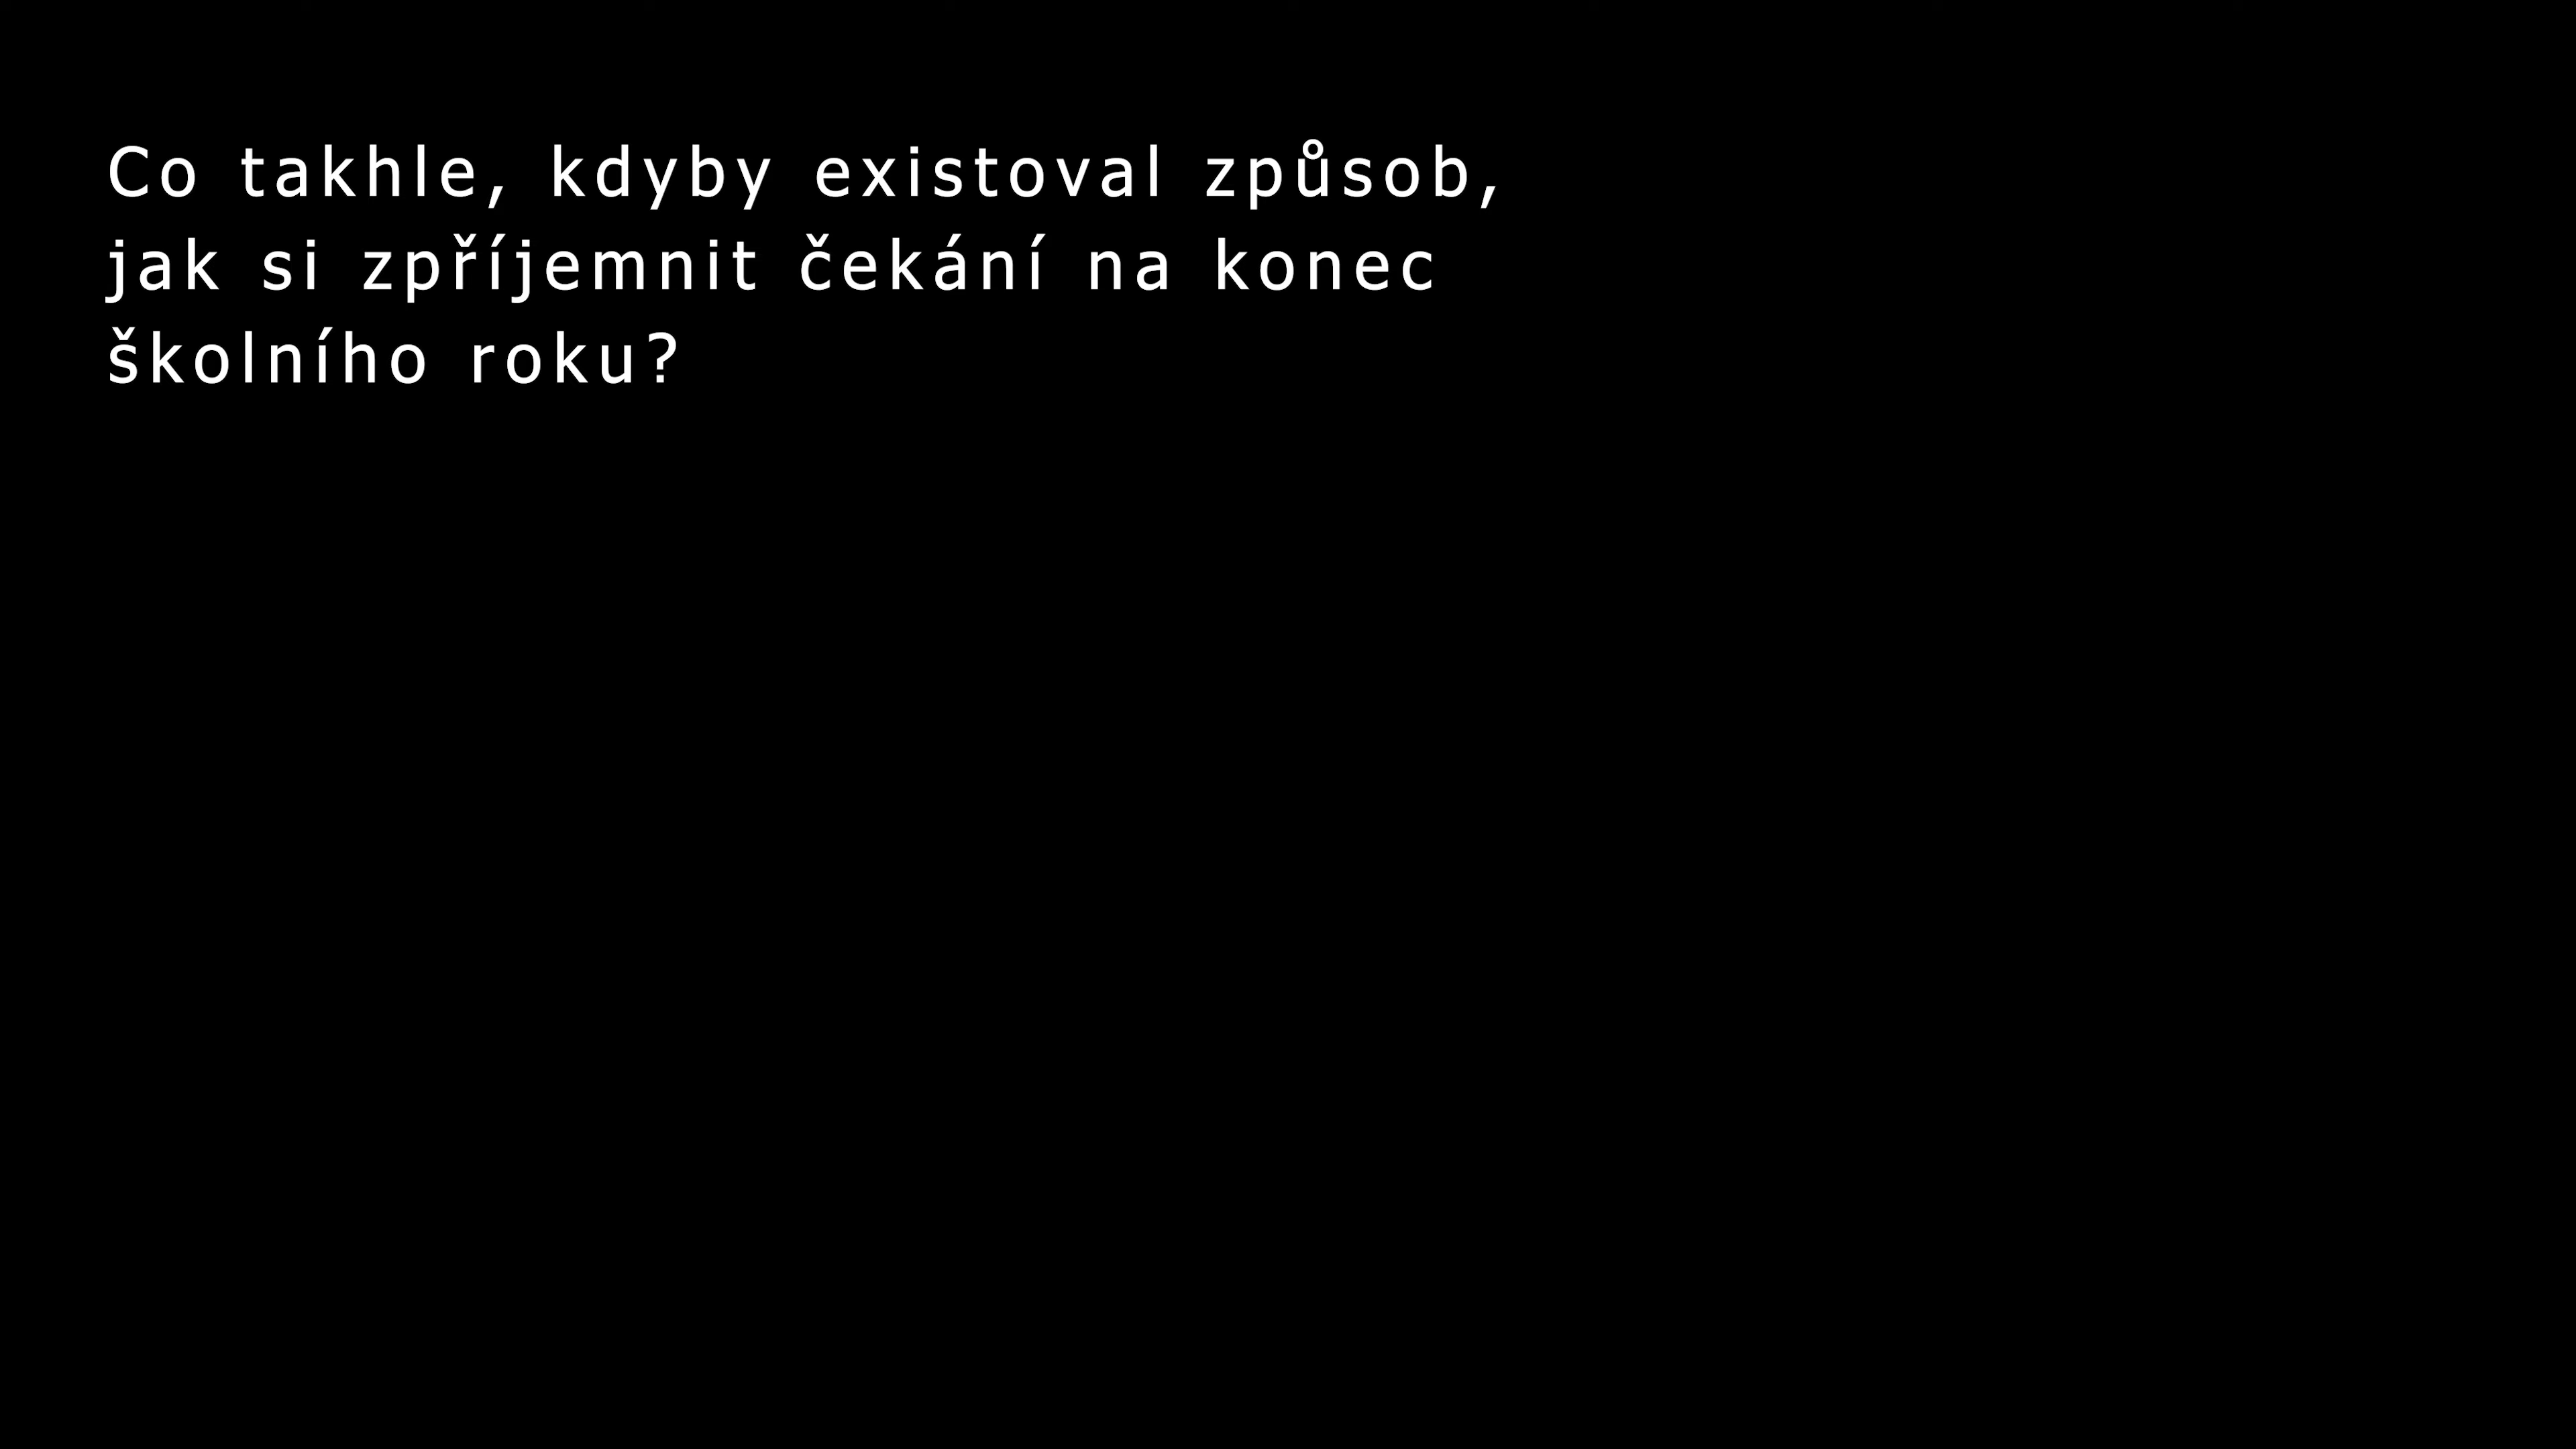 Co takhle, kdyby existoval způsob,
jak si zpříjemnit čekání na konec
školního roku?